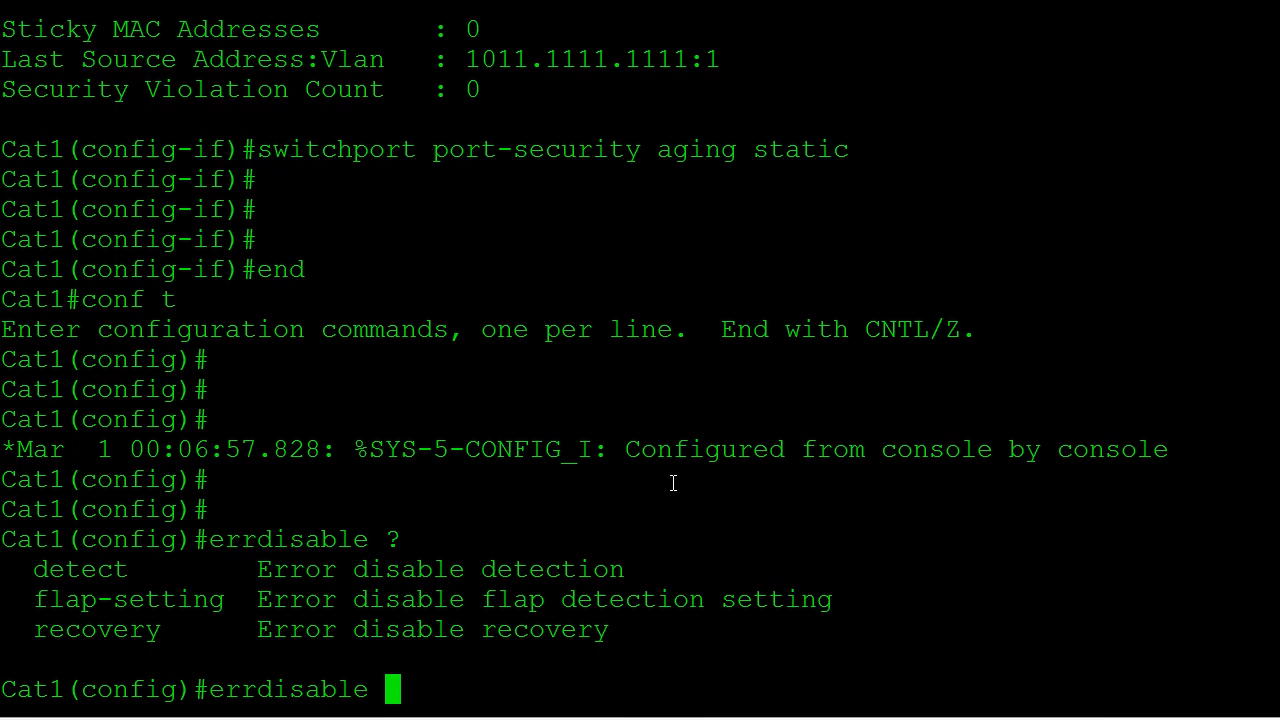 Sticky MAC Addresses       : 0
Last Source Address:Vlan   : 1011.1111.1111:1
Security Violation Count   : 0
Cat1(config-if)#switchport port-security aging static
Cat1(config-if)#
Cat1(config-if)#
Cat1(config-if)#
Cat1(config-if)#end
Cat1#conf t
Enter configuration commands, one per line.  End with CNTL/Z.
Cat1(config)#
Cat1(config)#
Cat1(config)#
*Mar  1 00:06:57.828: %SYS-5-CONFIG_I: Configured from console by console
Cat1(config)#
Cat1(config)#
Cat1(config)#errdisable ?
  detect        Error disable detection
  flap-setting  Error disable flap detection setting
  recovery      Error disable recovery
Cat1(config)#errdisable